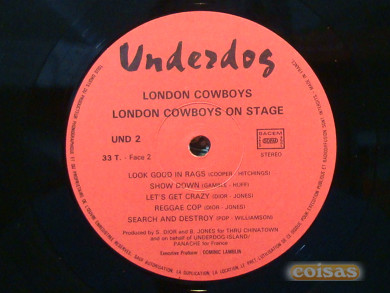 Underdog
LONDON COWBOYS
LONDON COWBOYS ON STAGE
UND 2
SACEM
33 T. - Face 2
STEREO
LOOK GOOD IN RAGS (COOPER - HITCHINGS)
SHOW DOWN (GAMBLE - HUFF)
LET'S GET CRAZY (DIOR - JONES)
REGGAE COP (DIOR - JONES)
SEARCH AND DESTROY (POP - WILLIAMSON)
Produced by S. DIOR and B. JONES for THRU CHINATOWN
and on behalf of UNDERDOG ISLAND/
PANACHE for France
Executive Producer : DOMINIC LAMBLIN
coisas